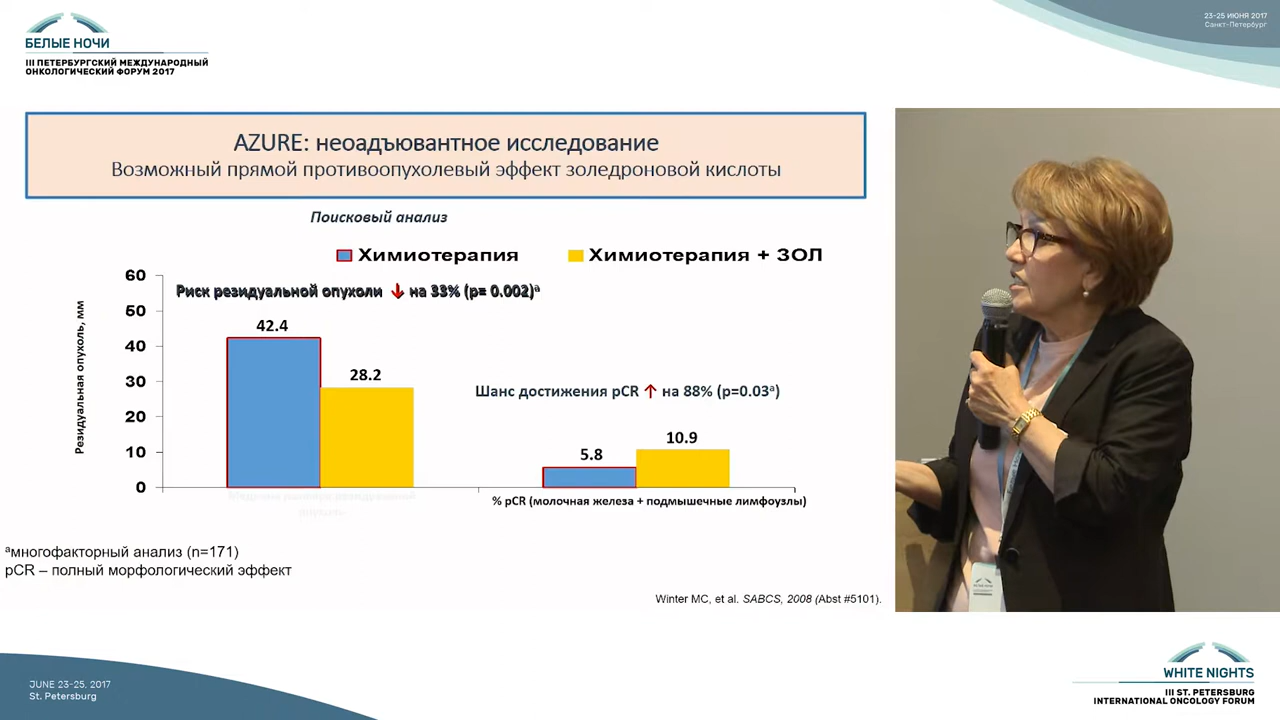 БЕЛЫЕ НОЧИ
III ПЕТЕРБУРГСКИЙ МЕЖДУНАРОДНЫЙ
ОНКОЛОГИЧЕСКИЙ ФОРУМ 2017
23-25 ИЮНЯ 2017
Санкт-Петербург
AZURE: неоадъювантное исследование
Возможный прямой противоопухолевый эффект золедроновой кислоты
Поисковый анализ
Химиотерапия
Химиотерапия + ЗОЛ
Риск резидуальной опухоли ↓ на 33% (p= 0.002)ᵃ
Резидуальная опухоль, мм
60
50
40
30
20
10
0
42.4
28.2
Шанс достижения pCR ↑ на 88% (p=0.03ᵃ)
5.8
10.9
% pCR (молочная железа + подмышечные лимфоузлы)
ᵃмногофакторный анализ (n=171)
pCR – полный морфологический эффект
Winter MC, et al. SABCS, 2008 (Abst #5101).
JUNE 23-25, 2017
St. Petersburg
WHITE NIGHTS
III ST. PETERSBURG
INTERNATIONAL ONCOLOGY FORUM